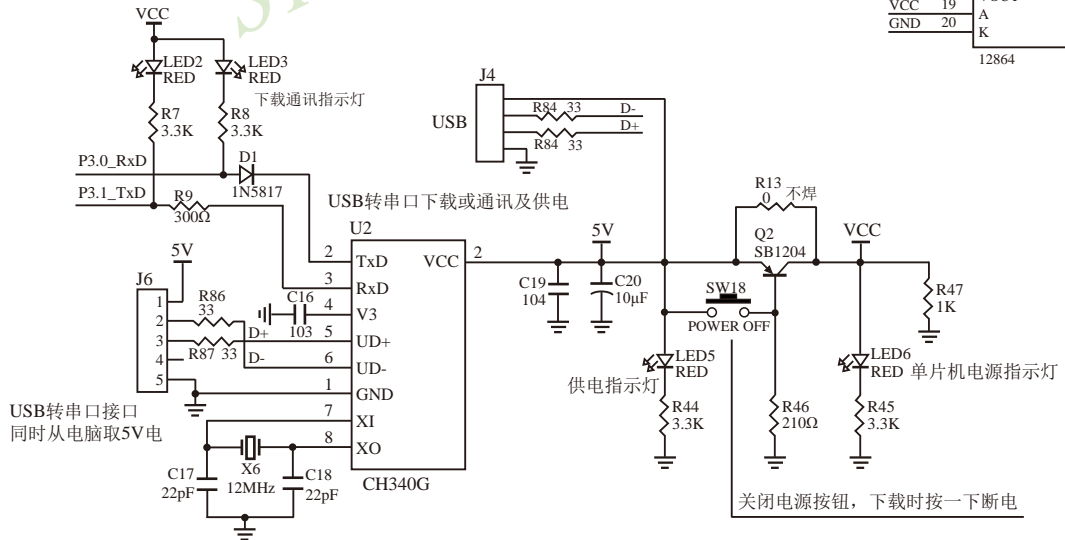 VCC
LED2
RED
LED3
RED
下载通讯指示灯
R7
3.3K
R8
3.3K
P3.0_RxD
D1
1N5817
P3.1_TxD
R9
300Ω
J4
USB
R84 33 D-
D+
R84 33
VCC 19 A
GND 20 K
12864
USB转串口下载或通讯及供电
U2
2 TxD
3 RxD
4 V3
5 UD+
6 UD-
1 GND
7 XI
8 XO
VCC 2
CH340G
5V
J6
1
2
3
4
5
R86
33
D+
R87 33
D-
C16
103
USB转串口接口
同时从电脑取5V电
C17
22pF
X6
12MHz
C18
22pF
5V
C19
104
C20
10μF
R13
0 不焊
Q2
SB1204
VCC
SW18
POWER OFF
R47
1K
LED5
RED
供电指示灯
R44
3.3K
R46
210Ω
LED6
RED 单片机电源指示灯
R45
3.3K
关闭电源按钮，下载时按一下断电